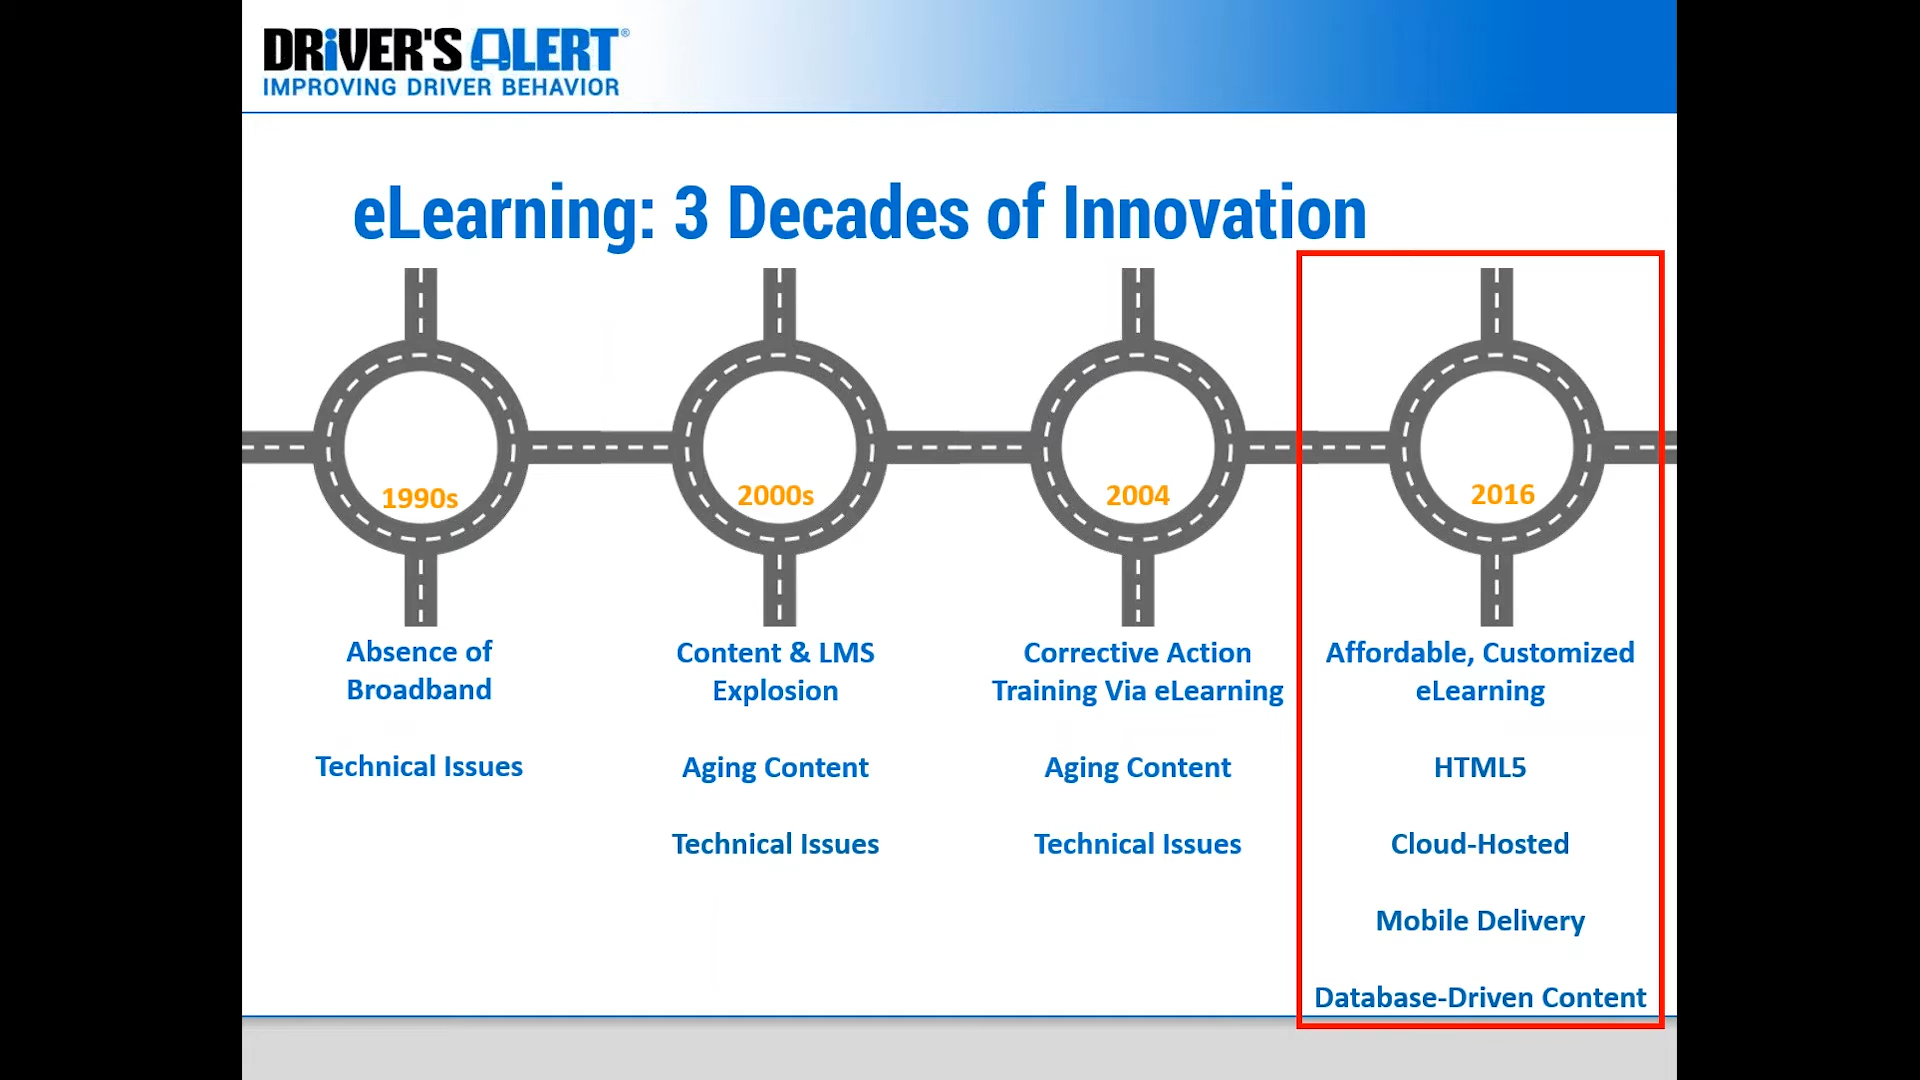 DRiVER'S ALERT®
IMPROVING DRIVER BEHAVIOR
eLearning: 3 Decades of Innovation
1990s
2000s
2004
2016
Absence of
Broadband
Technical Issues
Content & LMS
Explosion
Aging Content
Technical Issues
Corrective Action
Training Via eLearning
Aging Content
Technical Issues
Affordable, Customized
eLearning
HTML5
Cloud-Hosted
Mobile Delivery
Database-Driven Content